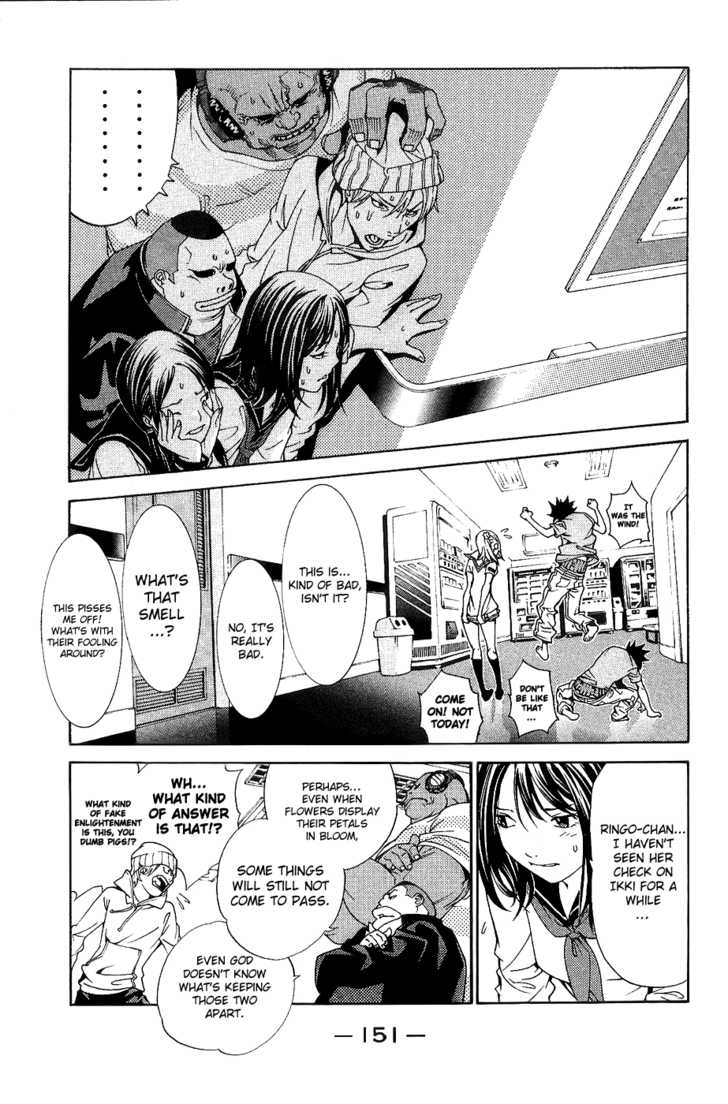 . . . . . .
. . . . . .
IT
WAS THE
WIND!
THIS IS...
KIND OF BAD,
ISN'T IT?
NO, IT'S
REALLY
BAD.
WHAT'S
THAT
SMELL
...?
THIS PISSES
ME OFF!
WHAT'S WITH
THEIR FOOLING
AROUND?
DON'T
BE LIKE
THAT
...
COME
ON! NOT
TODAY!
RINGO-CHAN...
I HAVEN'T
SEEN HER
CHECK ON
IKKI FOR A
WHILE
...
PERHAPS...
EVEN WHEN
FLOWERS DISPLAY
THEIR PETALS
IN BLOOM,
SOME THINGS
WILL STILL NOT
COME TO PASS.
EVEN GOD
DOESN'T KNOW
WHAT'S KEEPING
THOSE TWO
APART.
WH...
WHAT KIND
OF ANSWER
IS THAT!?
WHAT KIND
OF FAKE
ENLIGHTENMENT
IS THIS, YOU
DUMB PIGS!?
— 151 —